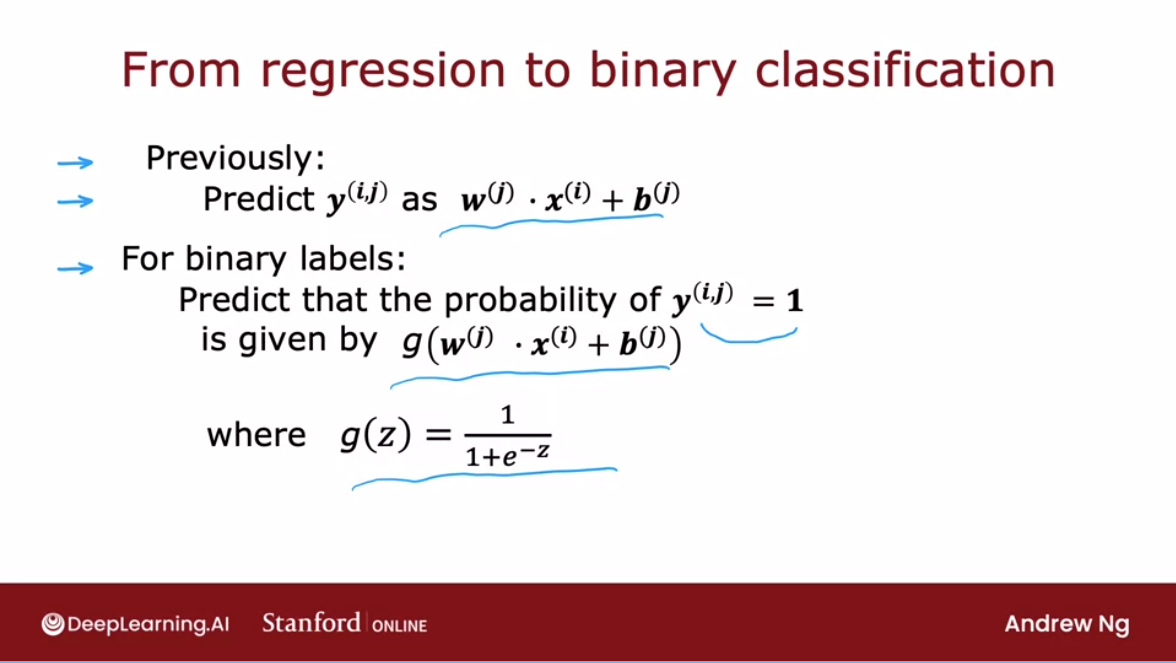 From regression to binary classification
→ Previously:
→ Predict y^(i,j) as w^(j) · x^(i) + b^(j)
→ For binary labels:
Predict that the probability of y^(i,j) = 1
is given by g(w^(j) · x^(i) + b^(j))
where g(z) = 1/(1+e^−z)
DeepLearning.AI Stanford ONLINE Andrew Ng